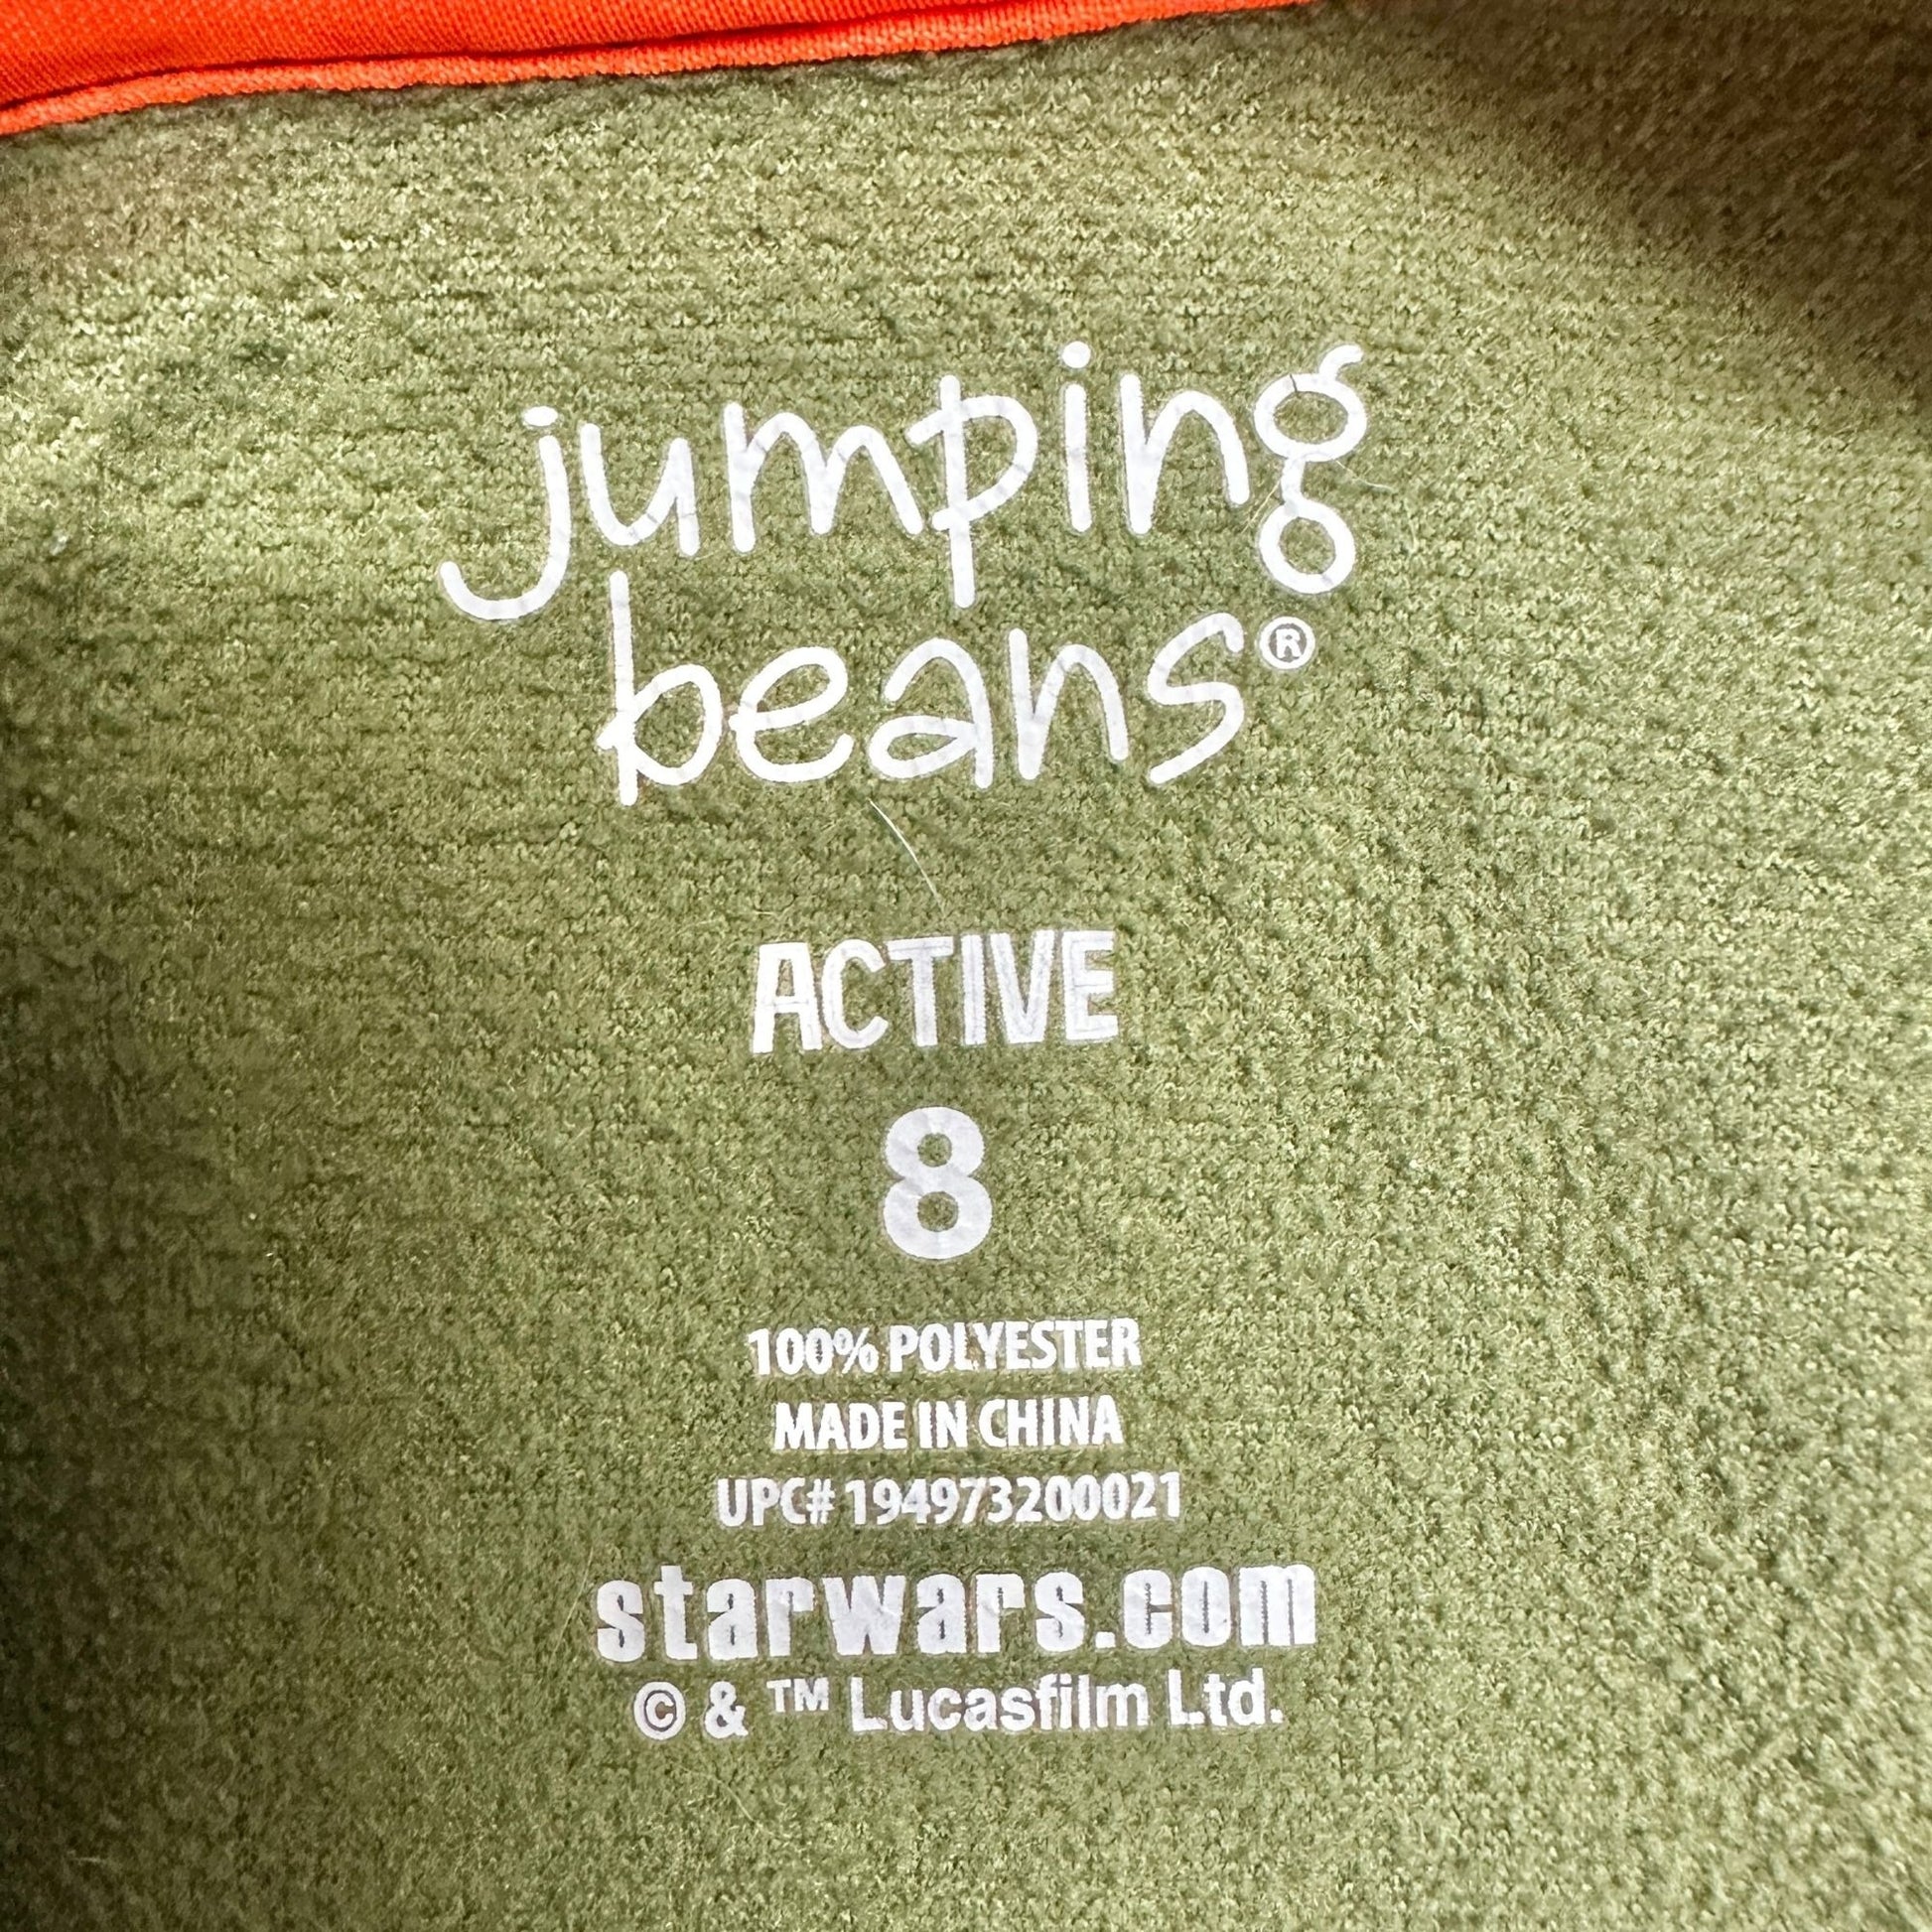 jumping
beans®
ACTIVE
8
100% POLYESTER
MADE IN CHINA
UPC# 194973200021
starwars.com
© & ™ Lucasfilm Ltd.